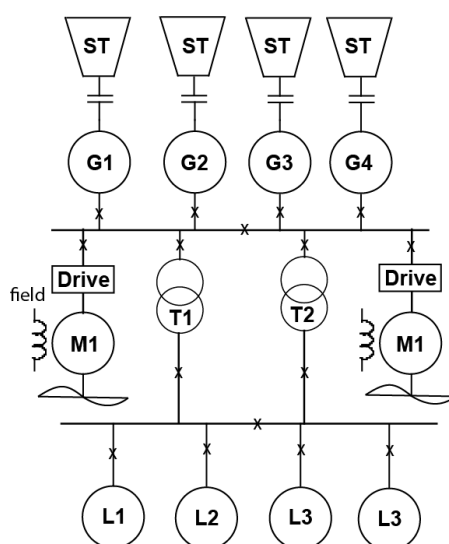 ST ST ST ST
G1 G2 G3 G4
Drive Drive
field
T1 T2
M1 M1
L1 L2 L3 L3